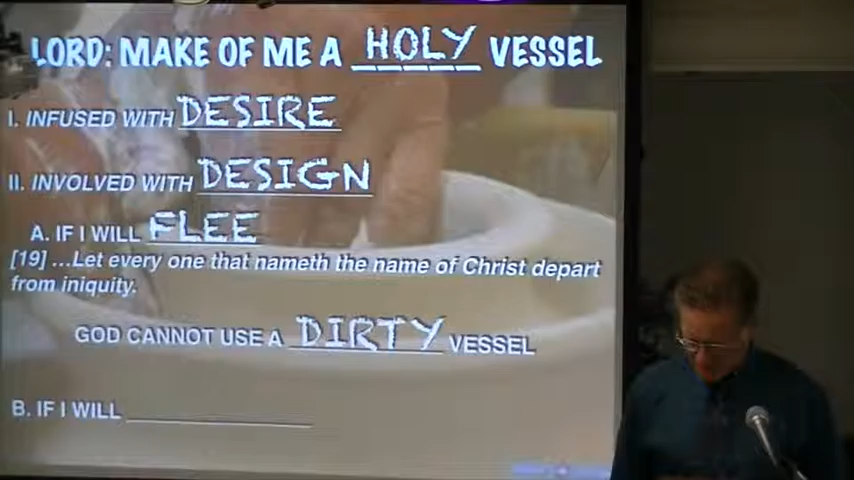 LORD: MAKE OF ME A HOLY VESSEL
I. INFUSED WITH DESIRE
II. INVOLVED WITH DESIGN
A. IF I WILL FLEE
[19] ...Let every one that nameth the name of Christ depart
from iniquity.
GOD CANNOT USE A DIRTY VESSEL
B. IF I WILL